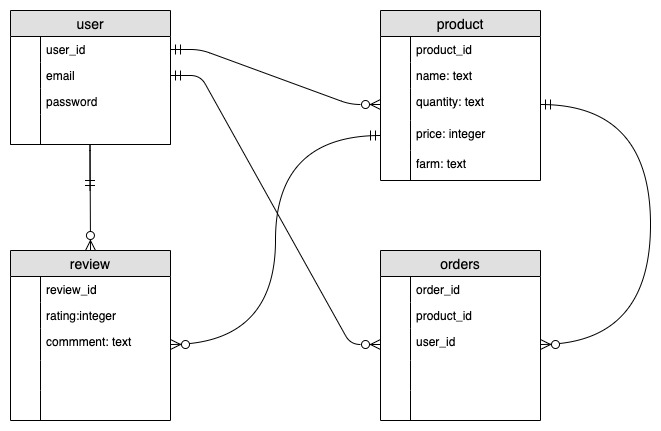 user
user_id
email
password
product
product_id
name: text
quantity: text
price: integer
farm: text
review
review_id
rating:integer
commment: text
orders
order_id
product_id
user_id